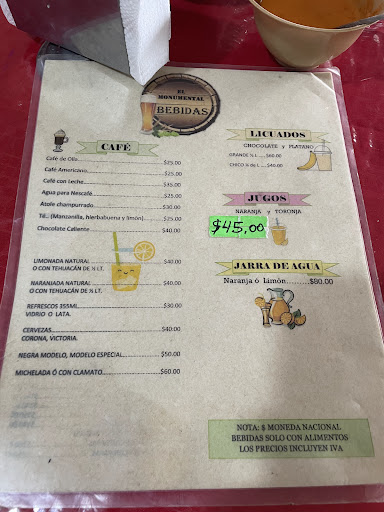 EL
MONUMENTAL
BEBIDAS
CAFÉ
Café de Olla $25.00
Café Americano $25.00
Café con Leche $35.00
Agua para Nescafé $25.00
Atole champurrado $30.00
Té.. (Manzanilla, hierbabuena y limón) $25.00
Chocolate Caliente $40.00
LIMONADA NATURAL $40.00
O CON TEHUACÁN DE ½ LT.
NARANJADA NATURAL $40.00
O CON TEHUACÁN DE ½ LT.
REFRESCOS 355ML $30.00
VIDRIO O LATA.
CERVEZAS $40.00
CORONA, VICTORIA.
NEGRA MODELO, MODELO ESPECIAL $50.00
MICHELADA Ó CON CLAMATO $60.00
LICUADOS
CHOCOLATE y PLATANO
GRANDE ½ L. $60.00
CHICO ¼ de L. $40.00
JUGOS
NARANJA y TORONJA
$45.00
JARRA DE AGUA
Naranja ó Limón $80.00
NOTA: $ MONEDA NACIONAL
BEBIDAS SOLO CON ALIMENTOS
LOS PRECIOS INCLUYEN IVA